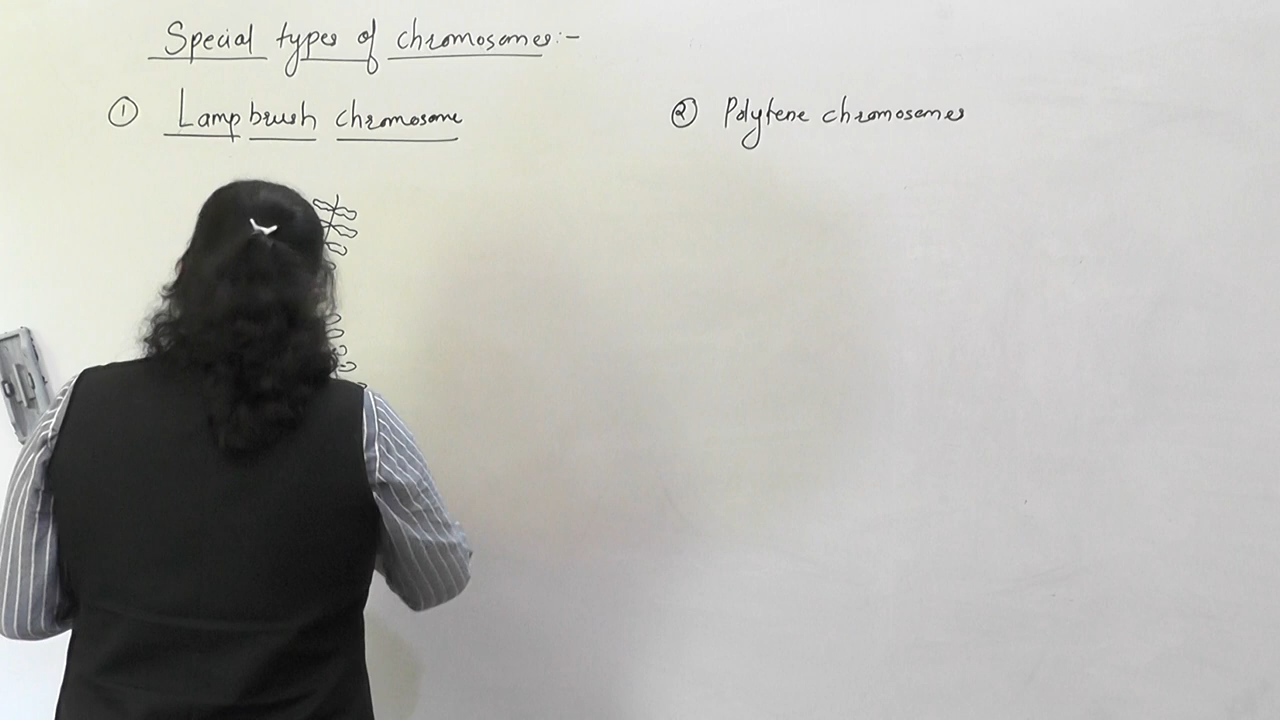 Special types of chromosomes:-
① Lampbrush chromosome
② Polytene chromosomes